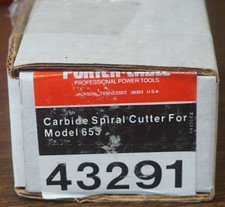 PORTER-CABLE
PROFESSIONAL POWER TOOLS
JACKSON, TENNESSEE 38302 U.S.A.
Carbide Spiral Cutter For
Model 653
43291